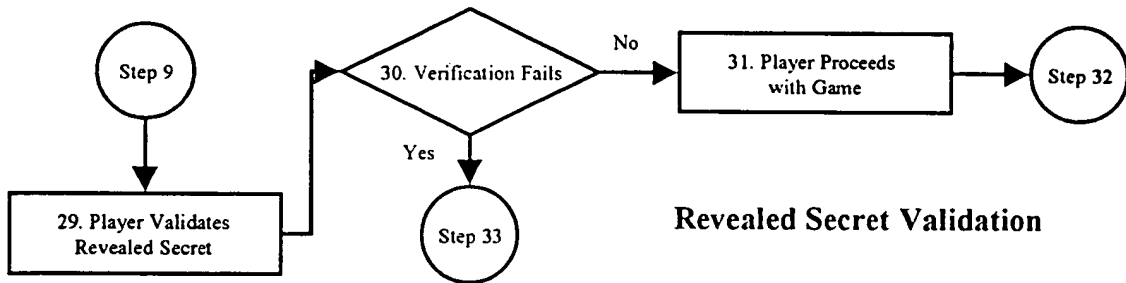 Step 9
29. Player Validates
Revealed Secret
30. Verification Fails
No
Yes
31. Player Proceeds
with Game
Step 32
Step 33
Revealed Secret Validation